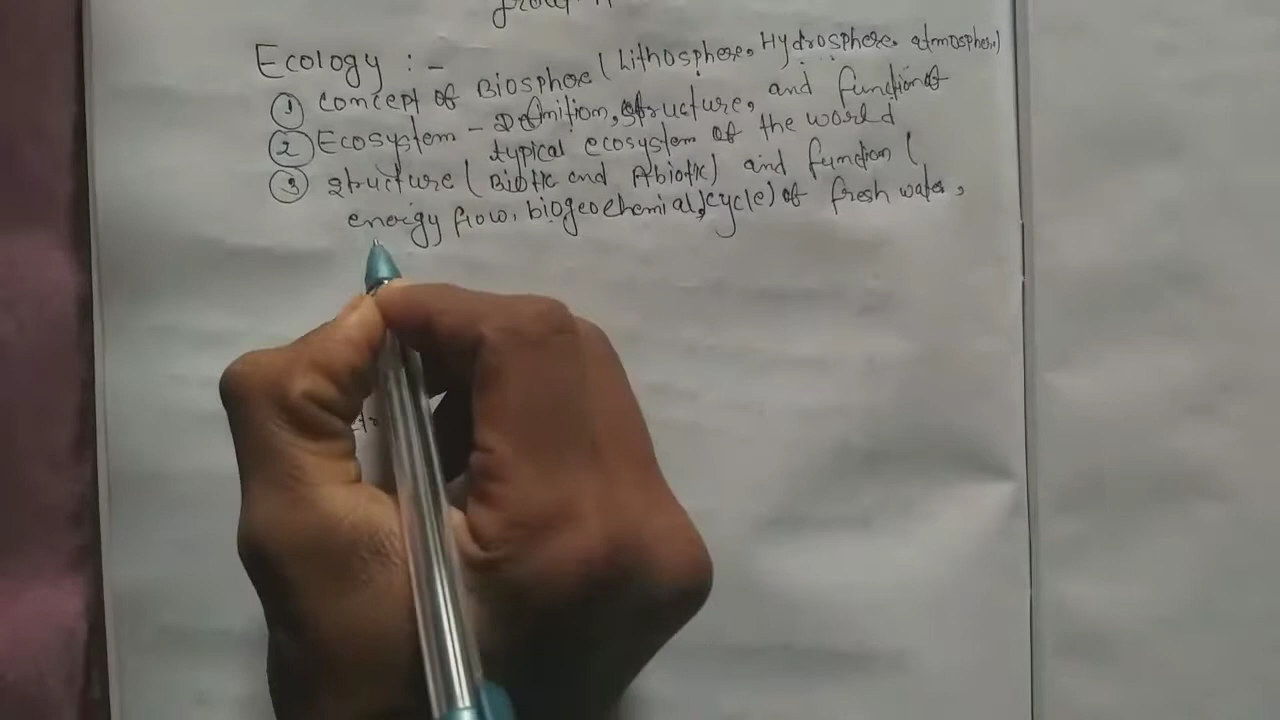 Ecology : -
① Concept of Biosphere (Lithosphere, Hydrosphere, atmosphere)
② Ecosystem - Definition, structure, and function of
typical ecosystem of the world
③ structure (Biotic and Abiotic) and function (
energy flow, biogeochemial cycle) of fresh water,